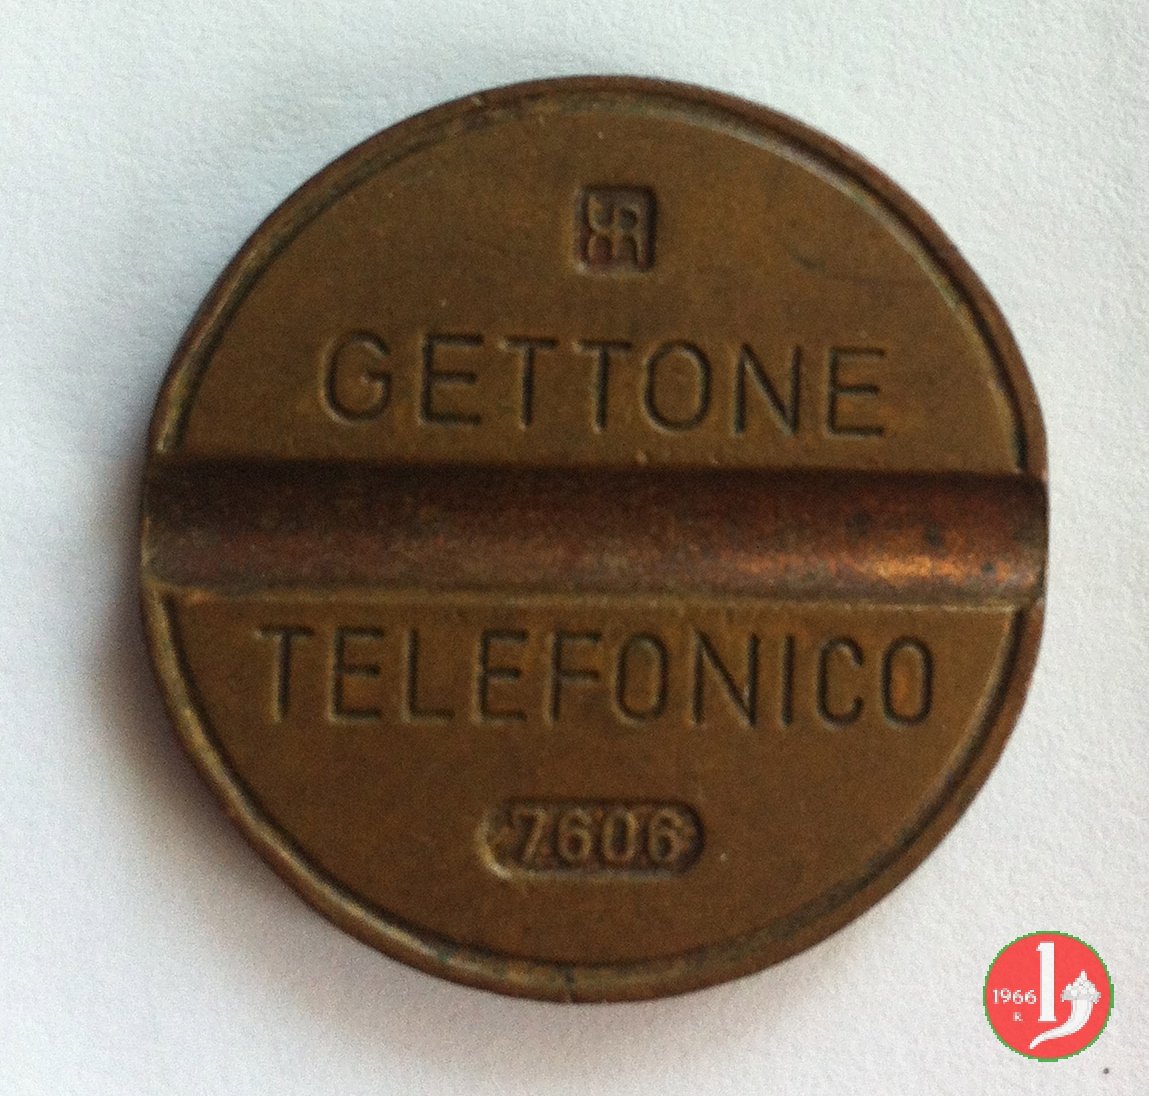 GETTONE
TELEFONICO
7606
1966
R